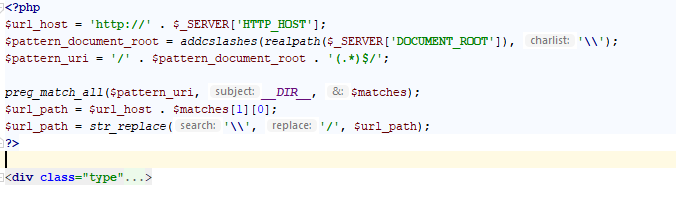 <?php
$url_host = 'http://' . $_SERVER['HTTP_HOST'];
$pattern_document_root = addcslashes(realpath($_SERVER['DOCUMENT_ROOT']), charlist: '\\');
$pattern_uri = '/' . $pattern_document_root . '(.*)$/';
preg_match_all($pattern_uri, subject: __DIR__, &: $matches);
$url_path = $url_host . $matches[1][0];
$url_path = str_replace( search: '\\', replace: '/', $url_path);
?>
<div class="type"...>